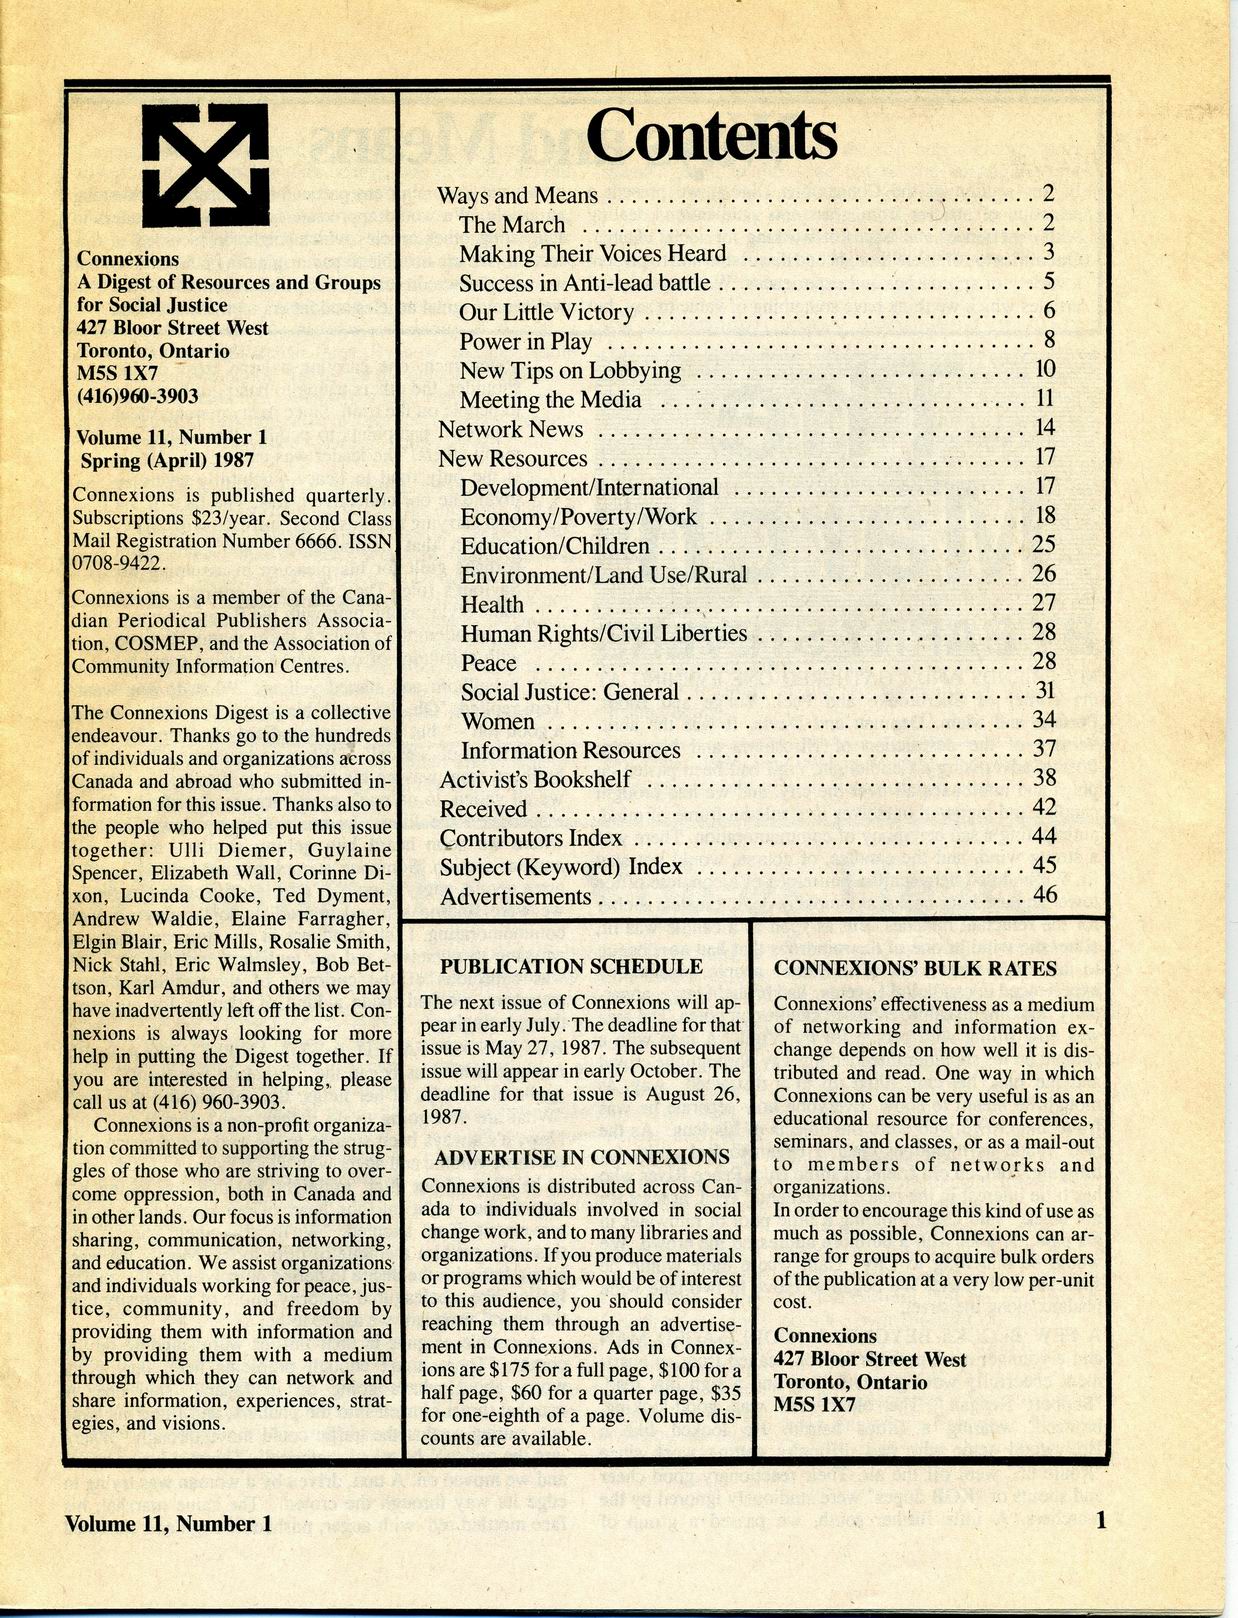 Connexions
A Digest of Resources and Groups
for Social Justice
427 Bloor Street West
Toronto, Ontario
M5S 1X7
(416)960-3903
Volume 11, Number 1
Spring (April) 1987
Connexions is published quarterly.
Subscriptions $23/year. Second Class
Mail Registration Number 6666. ISSN
0708-9422.
Connexions is a member of the Cana-
dian Periodical Publishers Associa-
tion, COSMEP, and the Association of
Community Information Centres.
The Connexions Digest is a collective
endeavour. Thanks go to the hundreds
of individuals and organizations across
Canada and abroad who submitted in-
formation for this issue. Thanks also to
the people who helped put this issue
together: Ulli Diemer, Guylaine
Spencer, Elizabeth Wall, Corinne Di-
xon, Lucinda Cooke, Ted Dyment,
Andrew Waldie, Elaine Farragher,
Elgin Blair, Eric Mills, Rosalie Smith,
Nick Stahl, Eric Walmsley, Bob Bet-
tson, Karl Amdur, and others we may
have inadvertently left off the list. Con-
nexions is always looking for more
help in putting the Digest together. If
you are interested in helping, please
call us at (416) 960-3903.
Connexions is a non-profit organiza-
tion committed to supporting the strug-
gles of those who are striving to over-
come oppression, both in Canada and
in other lands. Our focus is information
sharing, communication, networking,
and education. We assist organizations
and individuals working for peace, jus-
tice, community, and freedom by
providing them with information and
by providing them with a medium
through which they can network and
share information, experiences, strat-
egies, and visions.
Contents
Ways and Means . . . . . . . . . . 2
The March . . . . . . . . . . 2
Making Their Voices Heard . . . . . . . . . . 3
Success in Anti-lead battle . . . . . . . . . . 5
Our Little Victory . . . . . . . . . . 6
Power in Play . . . . . . . . . . 8
New Tips on Lobbying . . . . . . . . . . 10
Meeting the Media . . . . . . . . . . 11
Network News . . . . . . . . . . 14
New Resources . . . . . . . . . . 17
Development/International . . . . . . . . . . 17
Economy/Poverty/Work . . . . . . . . . . 18
Education/Children . . . . . . . . . . 25
Environment/Land Use/Rural . . . . . . . . . . 26
Health . . . . . . . . . . 27
Human Rights/Civil Liberties . . . . . . . . . . 28
Peace . . . . . . . . . . 28
Social Justice: General . . . . . . . . . . 31
Women . . . . . . . . . . 34
Information Resources . . . . . . . . . . 37
Activist's Bookshelf . . . . . . . . . . 38
Received . . . . . . . . . . 42
Contributors Index . . . . . . . . . . 44
Subject (Keyword) Index . . . . . . . . . . 45
Advertisements . . . . . . . . . . 46
PUBLICATION SCHEDULE
The next issue of Connexions will ap-
pear in early July. The deadline for that
issue is May 27, 1987. The subsequent
issue will appear in early October. The
deadline for that issue is August 26,
1987.
ADVERTISE IN CONNEXIONS
Connexions is distributed across Can-
ada to individuals involved in social
change work, and to many libraries and
organizations. If you produce materials
or programs which would be of interest
to this audience, you should consider
reaching them through an advertise-
ment in Connexions. Ads in Connex-
ions are $175 for a full page, $100 for a
half page, $60 for a quarter page, $35
for one-eighth of a page. Volume dis-
counts are available.
CONNEXIONS' BULK RATES
Connexions' effectiveness as a medium
of networking and information ex-
change depends on how well it is dis-
tributed and read. One way in which
Connexions can be very useful is as an
educational resource for conferences,
seminars, and classes, or as a mail-out
to members of networks and
organizations.
In order to encourage this kind of use as
much as possible, Connexions can ar-
range for groups to acquire bulk orders
of the publication at a very low per-unit
cost.
Connexions
427 Bloor Street West
Toronto, Ontario
M5S 1X7
Volume 11, Number 1
1